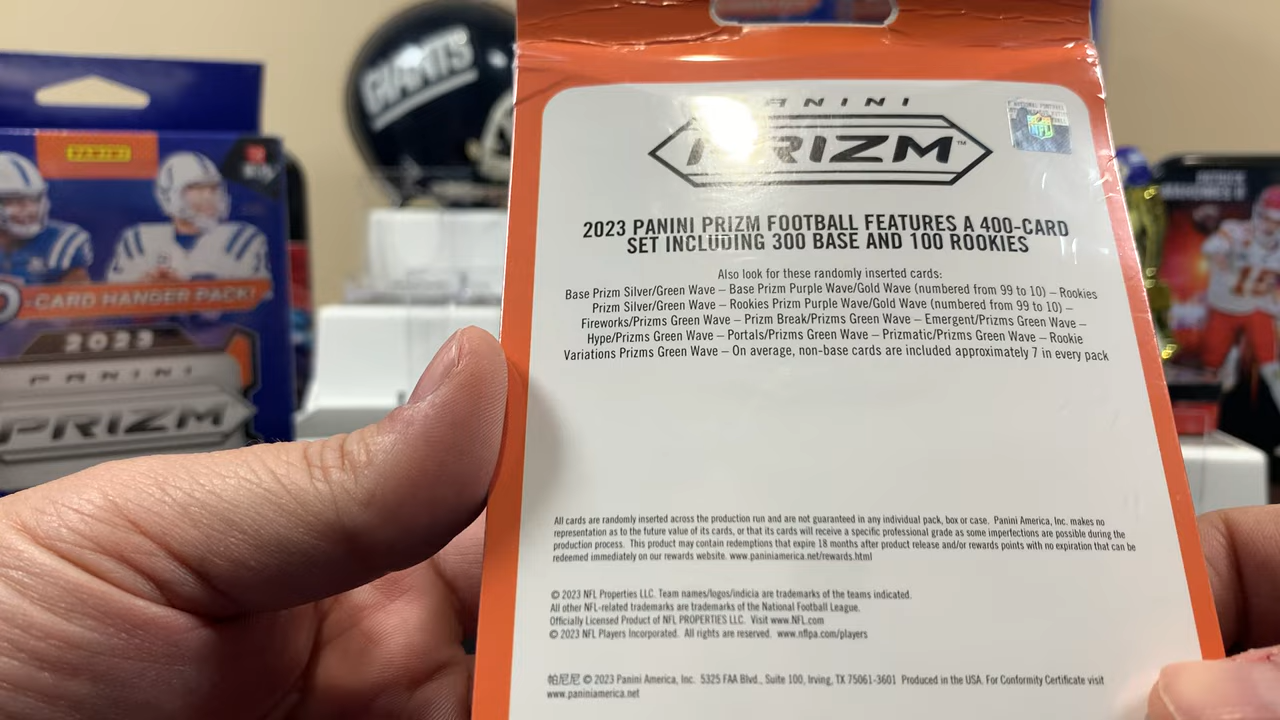 GIANTS
PANINI
-CARD HANGER PACK!
2023
PANINI
PRIZM
ANINI
PRIZM™
NFL
2023 PANINI PRIZM FOOTBALL FEATURES A 400-CARD
SET INCLUDING 300 BASE AND 100 ROOKIES
Also look for these randomly inserted cards:
Base Prizm Silver/Green Wave – Base Prizm Purple Wave/Gold Wave (numbered from 99 to 10) – Rookies
Prizm Silver/Green Wave – Rookies Prizm Purple Wave/Gold Wave (numbered from 99 to 10) –
Fireworks/Prizms Green Wave – Prizm Break/Prizms Green Wave – Emergent/Prizms Green Wave –
Hype/Prizms Green Wave – Portals/Prizms Green Wave – Prizmatic/Prizms Green Wave – Rookie
Variations Prizms Green Wave – On average, non-base cards are included approximately 7 in every pack
All cards are randomly inserted across the production run and are not guaranteed in any individual pack, box or case. Panini America, Inc. makes no
representation as to the future value of its cards, or that its cards will receive a specific professional grade as some imperfections are possible during the
production process. This product may contain redemptions that expire 18 months after product release and/or rewards points with no expiration that can be
redeemed immediately on our rewards website. www.paniniamerica.net/rewards.html
© 2023 NFL Properties LLC. Team names/logos/indicia are trademarks of the teams indicated.
All other NFL-related trademarks are trademarks of the National Football League.
Officially Licensed Product of NFL PROPERTIES LLC. Visit www.NFL.com
© 2023 NFL Players Incorporated. All rights are reserved. www.nflpa.com/players
帕尼尼 © 2023 Panini America, Inc. 5325 FAA Blvd., Suite 100, Irving, TX 75061-3601 Produced in the USA. For Conformity Certificate visit
www.paniniamerica.net